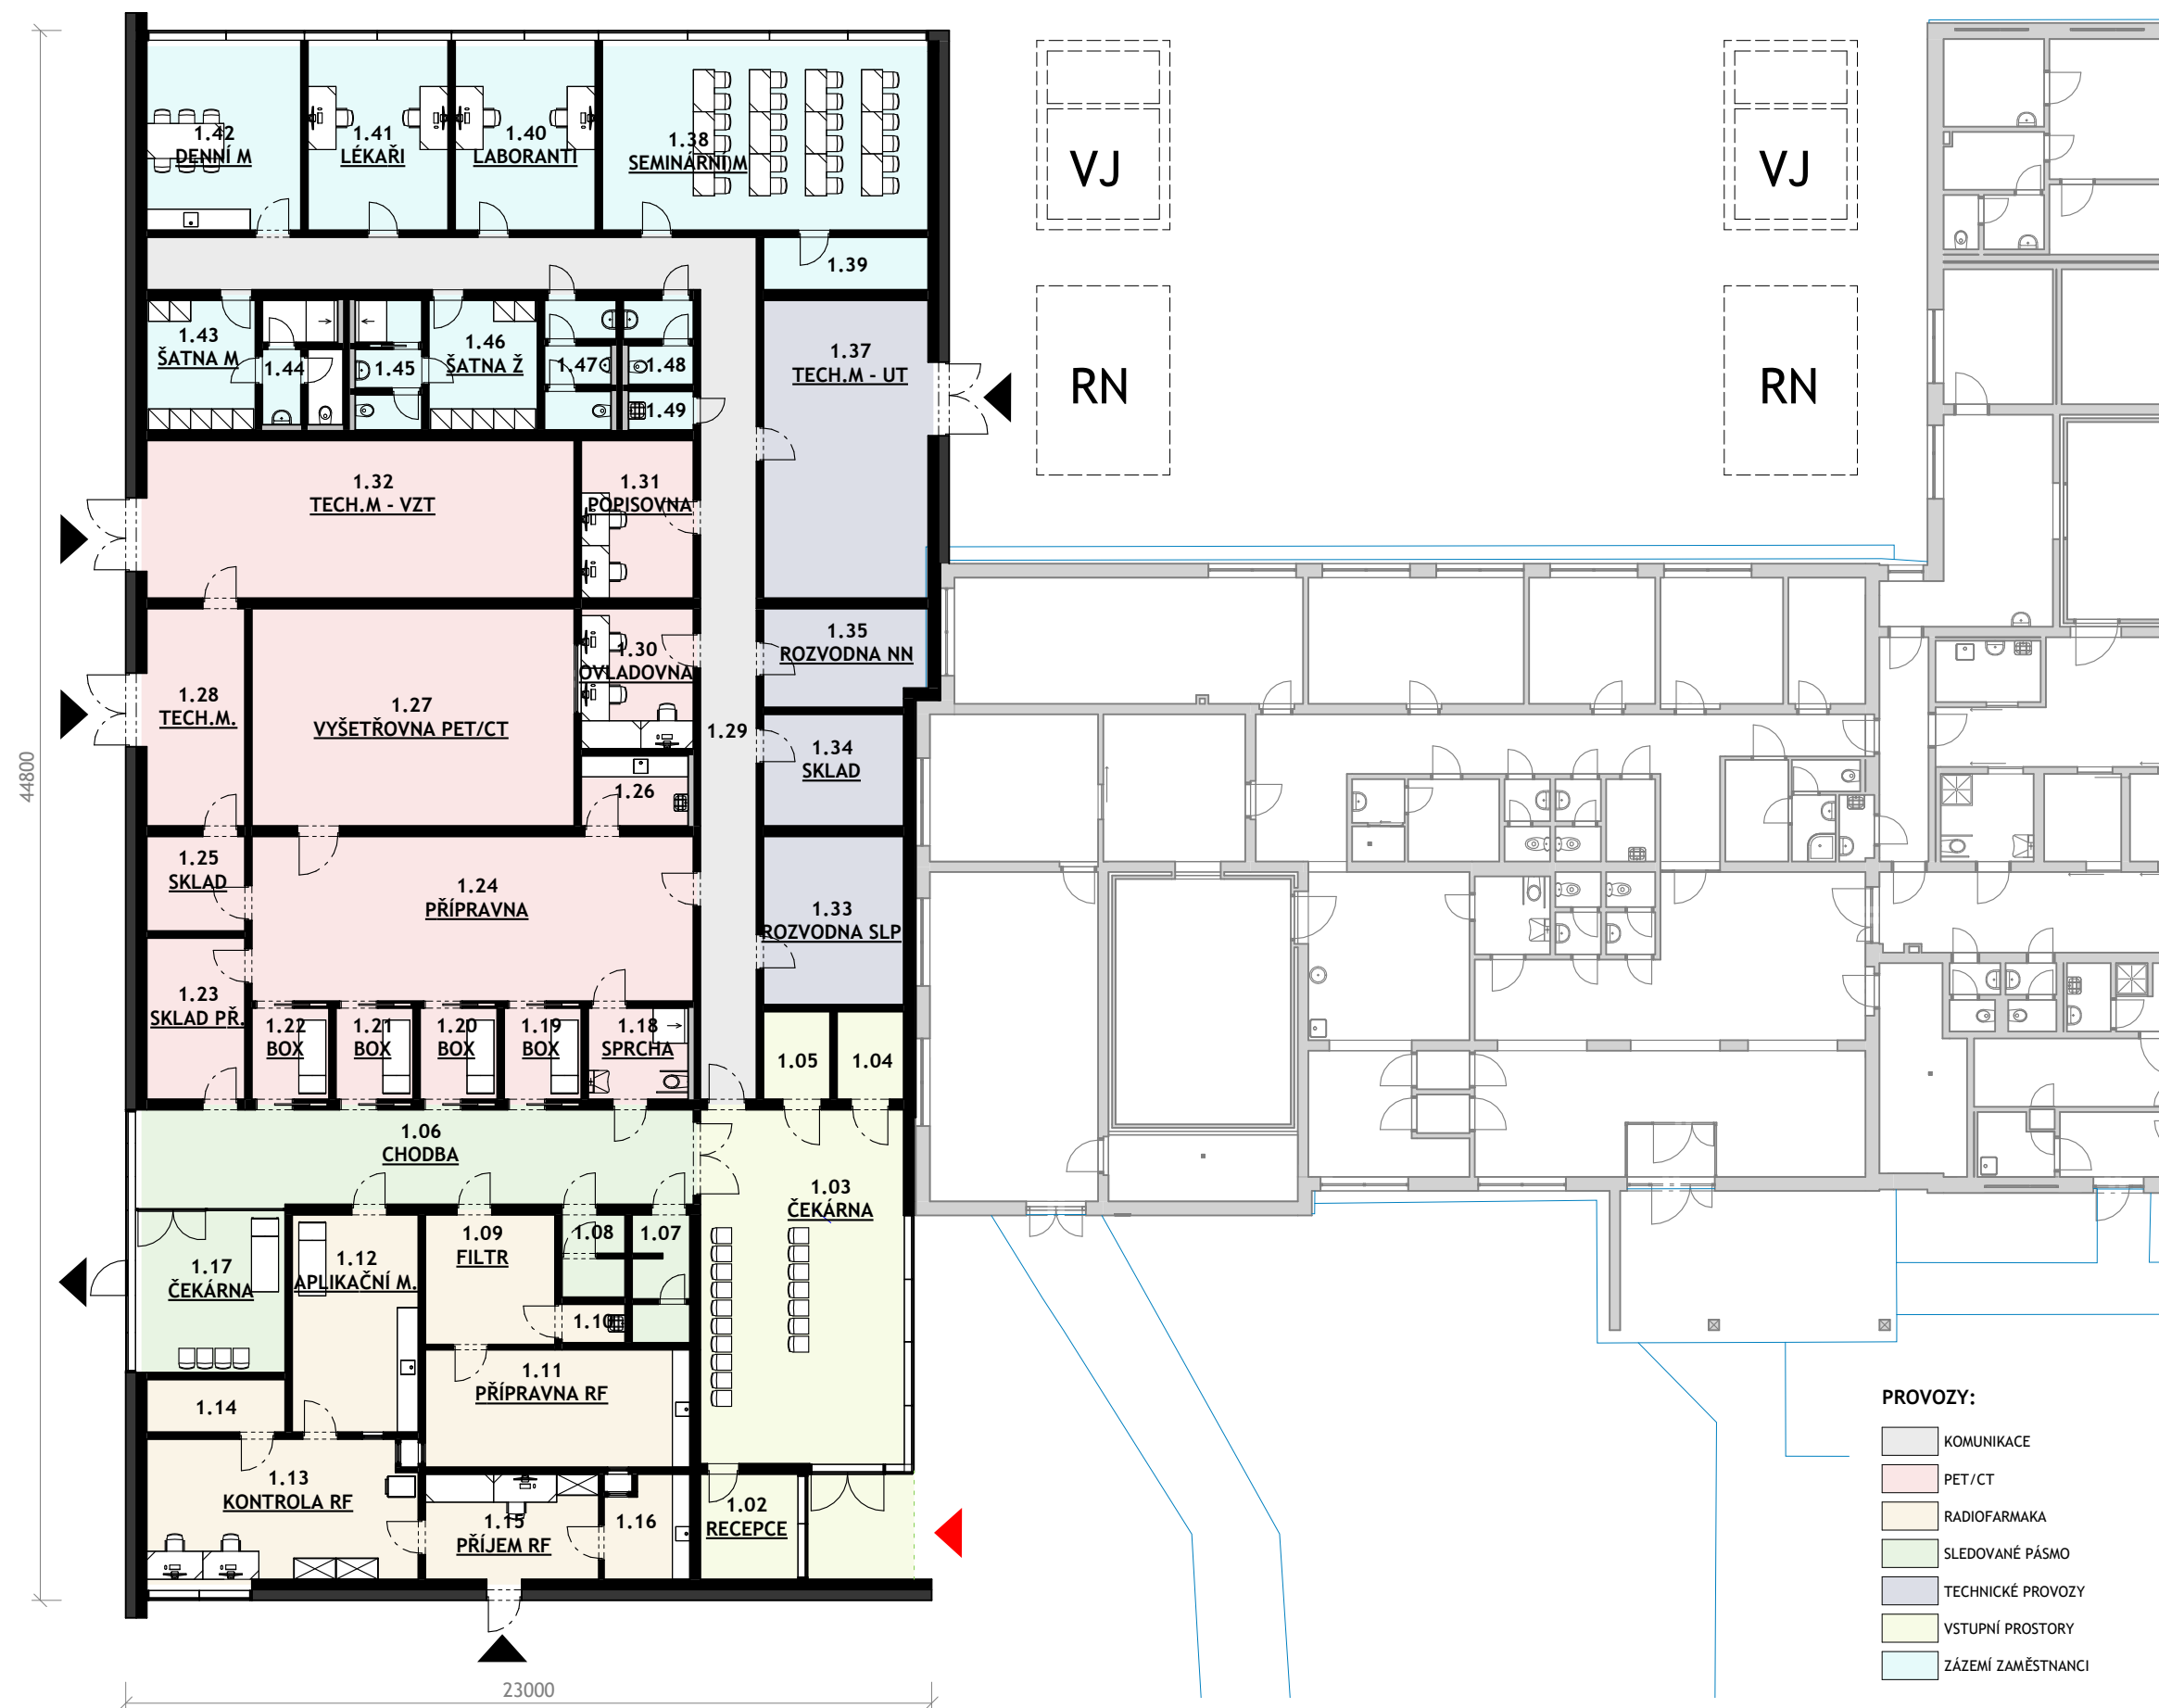 1.42
DENNÍ M
1.41
LÉKAŘI
1.40
LABORANTI
1.38
SEMINÁRNÍ M
VJ
VJ
1.39
1.43
ŠATNA M
1.44
1.45
1.46
ŠATNA Ž
1.47
1.48
1.49
1.37
TECH.M - UT
RN
RN
1.32
TECH.M - VZT
1.31
POPISOVNA
1.28
TECH.M.
1.27
VYŠETŘOVNA PET/CT
1.30
OVLADOVNA
1.35
ROZVODNA NN
1.29
1.34
SKLAD
1.26
44800
1.25
SKLAD
1.24
PŘÍPRAVNA
1.33
ROZVODNA SLP
1.23
SKLAD PŘ.
1.22
BOX
1.21
BOX
1.20
BOX
1.19
BOX
1.18
SPRCHA
1.05
1.04
1.06
CHODBA
1.03
ČEKÁRNA
1.17
ČEKÁRNA
1.12
APLIKAČNÍ M.
1.09
FILTR
1.08
1.07
1.10
1.11
PŘÍPRAVNA RF
1.14
1.13
KONTROLA RF
1.15
PŘÍJEM RF
1.16
1.02
RECEPCE
23000
PROVOZY:
KOMUNIKACE
PET/CT
RADIOFARMAKA
SLEDOVANÉ PÁSMO
TECHNICKÉ PROVOZY
VSTUPNÍ PROSTORY
ZÁZEMÍ ZAMĚSTNANCI